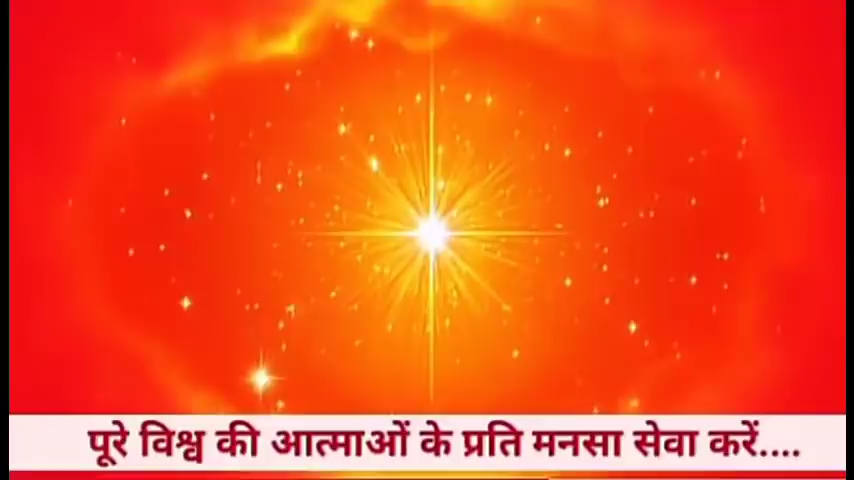 पूरे विश्व की आत्माओं के प्रति मनसा सेवा करें....